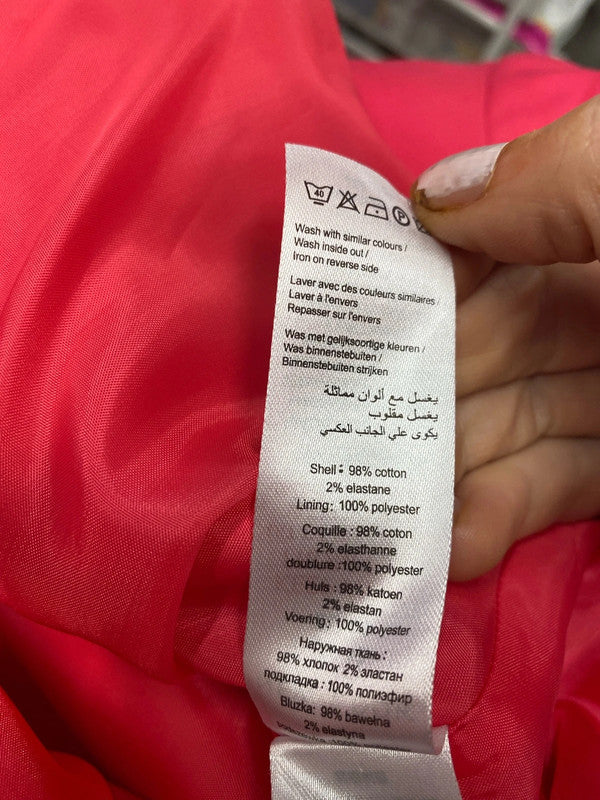 40
P
Wash with similar colours /
Wash inside out /
Iron on reverse side
Laver avec des couleurs similaires /
Laver à l'envers
Repasser sur l'envers
Was met gelijksoortige kleuren /
Was binnenstebuiten /
Binnenstebuiten strijken
يغسل مع ألوان مماثلة
يغسل مقلوب
يكوى علي الجانب العكسي
Shell: 98% cotton
2% elastane
Lining: 100% polyester
Coquille : 98% coton
2% elasthanne
doublure :100% polyester
Huls : 98% katoen
2% elastan
Voering : 100% polyester
Наружная ткань :
98% хлопок 2% эластан
подкладка : 100% полиэфир
Bluzka: 98% bawełna
2% elastyna